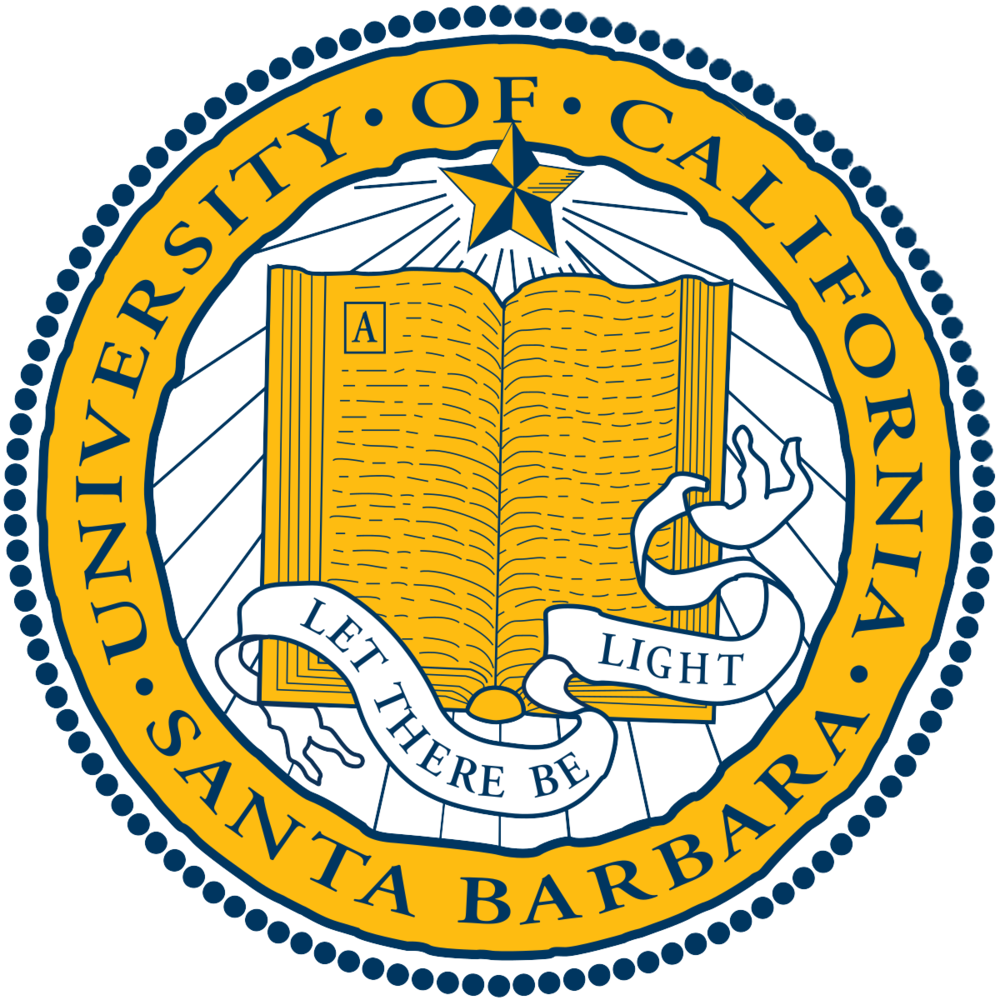 UNIVERSITY · OF · CALIFORNIA
· SANTA BARBARA ·
A
LET THERE BE
LIGHT